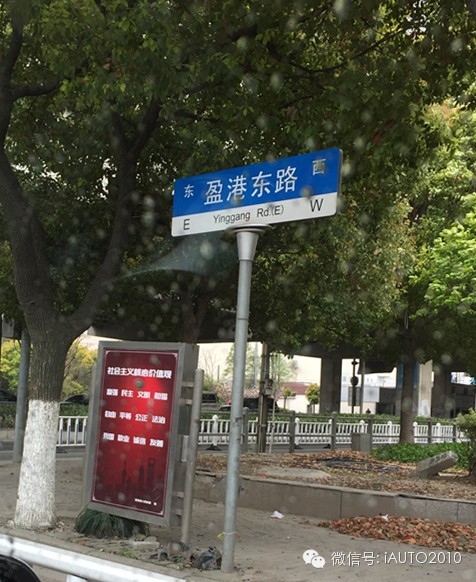 东 盈港东路 西
E Yinggang Rd.(E) W
社会主义核心价值观
富强 民主 文明 和谐
自由 平等 公正 法治
爱国 敬业 诚信 友善
微信号: iAUTO2010